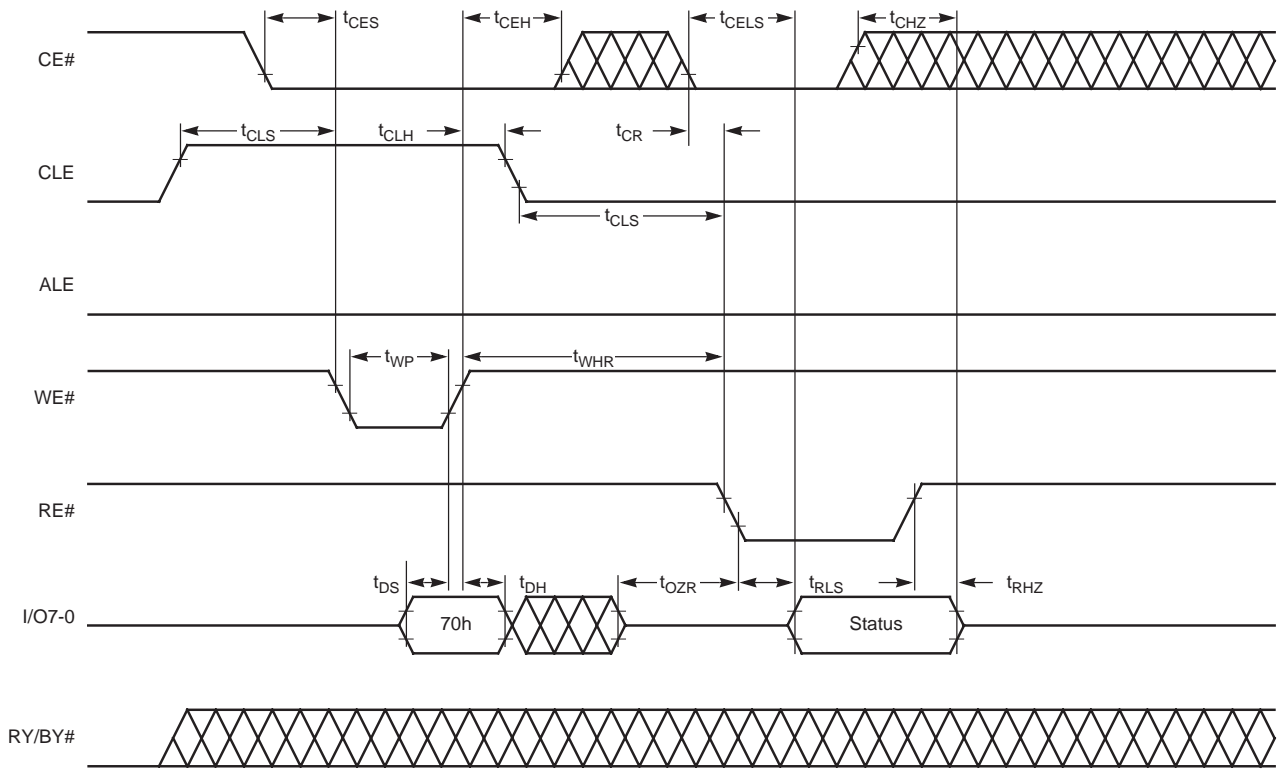 tCES tCEH tCELS tCHZ
CE#
tCLS tCLH tCR
CLE
tCLS
ALE
tWP tWHR
WE#
RE#
tDS tDH tOZR tRLS tRHZ
I/O7-0 70h Status
RY/BY#